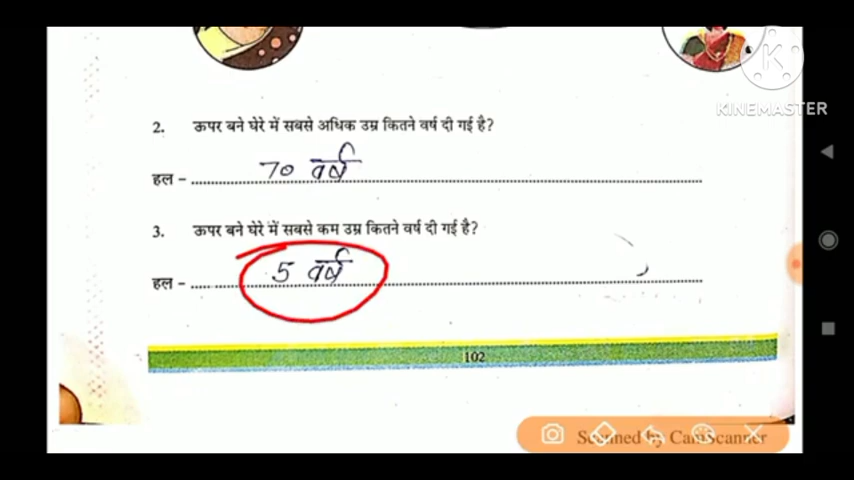 KINEMASTER
2. ऊपर बने घेरे में सबसे अधिक उम्र कितने वर्ष दी गई है?
हल - 70 वर्ष
3. ऊपर बने घेरे में सबसे कम उम्र कितने वर्ष दी गई है?
हल - 5 वर्ष
102
Scanned by CamScanner